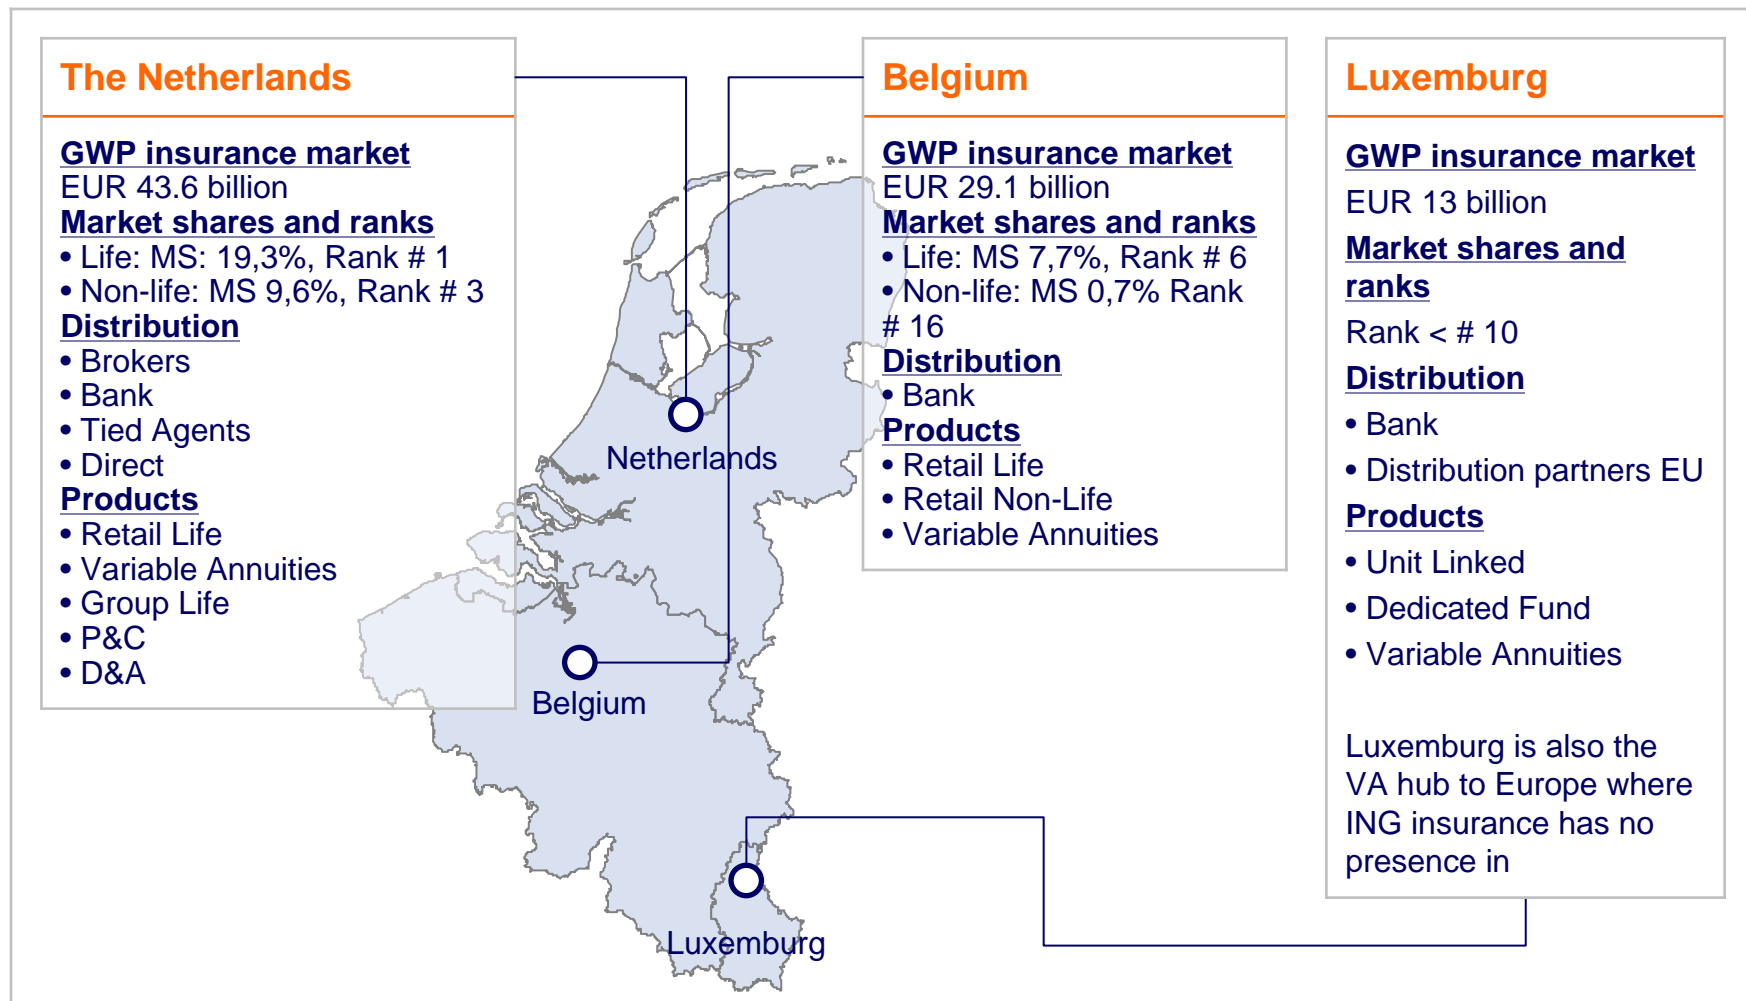 The Netherlands
GWP insurance market
EUR 43.6 billion
Market shares and ranks
• Life: MS: 19,3%, Rank # 1
• Non-life: MS 9,6%, Rank # 3
Distribution
• Brokers
• Bank
• Tied Agents
• Direct
Products
• Retail Life
• Variable Annuities
• Group Life
• P&C
• D&A
Belgium
GWP insurance market
EUR 29.1 billion
Market shares and ranks
• Life: MS 7,7%, Rank # 6
• Non-life: MS 0,7% Rank
# 16
Distribution
• Bank
Products
• Retail Life
• Retail Non-Life
• Variable Annuities
Luxemburg
GWP insurance market
EUR 13 billion
Market shares and
ranks
Rank < # 10
Distribution
• Bank
• Distribution partners EU
Products
• Unit Linked
• Dedicated Fund
• Variable Annuities
Luxemburg is also the
VA hub to Europe where
ING insurance has no
presence in
Netherlands
Belgium
Luxemburg